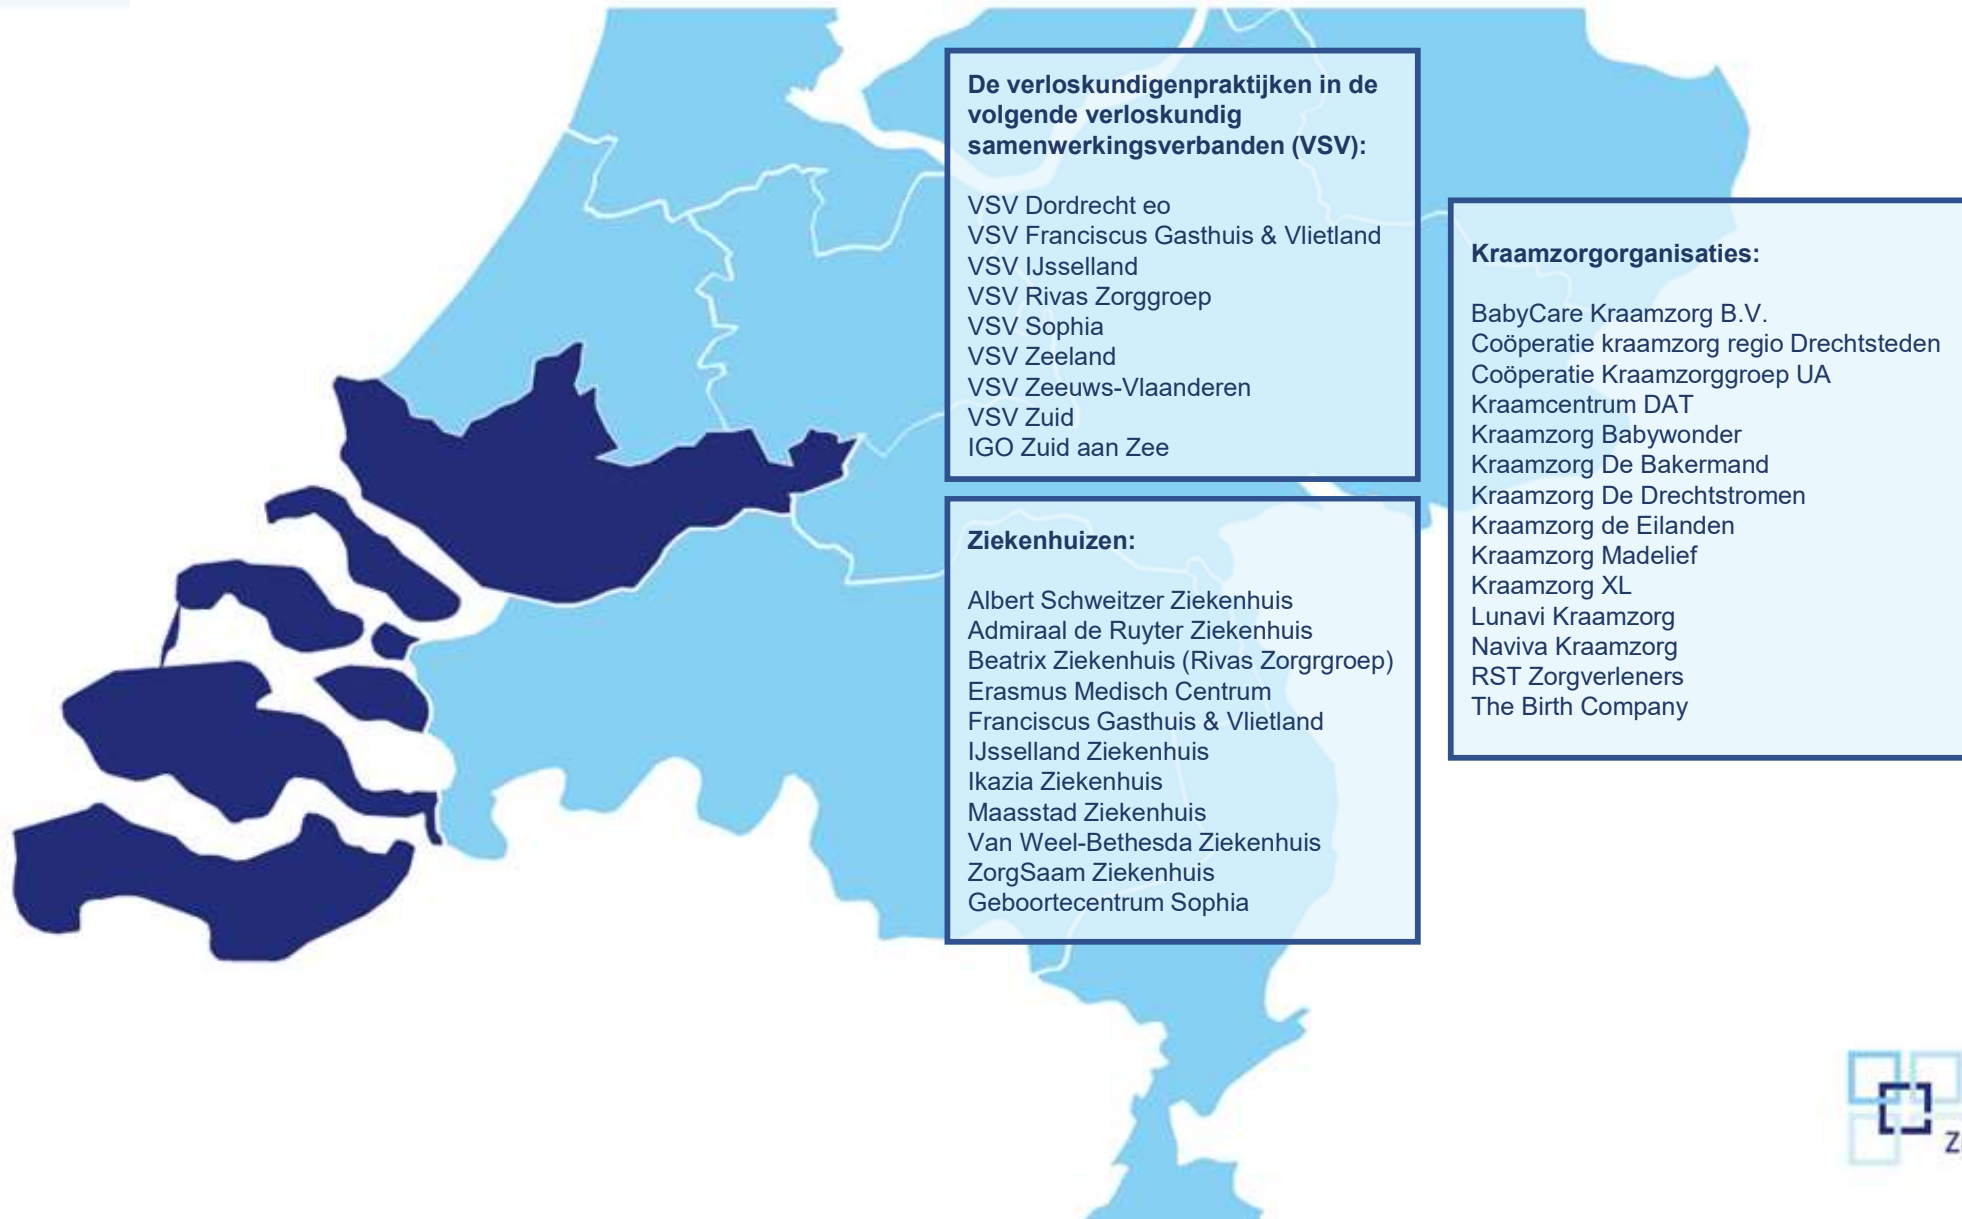 De verloskundigenpraktijken in de
volgende verloskundig
samenwerkingsverbanden (VSV):
VSV Dordrecht eo
VSV Franciscus Gasthuis & Vlietland
VSV IJsselland
VSV Rivas Zorggroep
VSV Sophia
VSV Zeeland
VSV Zeeuws-Vlaanderen
VSV Zuid
IGO Zuid aan Zee
Ziekenhuizen:
Albert Schweitzer Ziekenhuis
Admiraal de Ruyter Ziekenhuis
Beatrix Ziekenhuis (Rivas Zorgrgroep)
Erasmus Medisch Centrum
Franciscus Gasthuis & Vlietland
IJsselland Ziekenhuis
Ikazia Ziekenhuis
Maasstad Ziekenhuis
Van Weel-Bethesda Ziekenhuis
ZorgSaam Ziekenhuis
Geboortecentrum Sophia
Kraamzorgorganisaties:
BabyCare Kraamzorg B.V.
Coöperatie kraamzorg regio Drechtsteden
Coöperatie Kraamzorggroep UA
Kraamcentrum DAT
Kraamzorg Babywonder
Kraamzorg De Bakermand
Kraamzorg De Drechtstromen
Kraamzorg de Eilanden
Kraamzorg Madelief
Kraamzorg XL
Lunavi Kraamzorg
Naviva Kraamzorg
RST Zorgverleners
The Birth Company